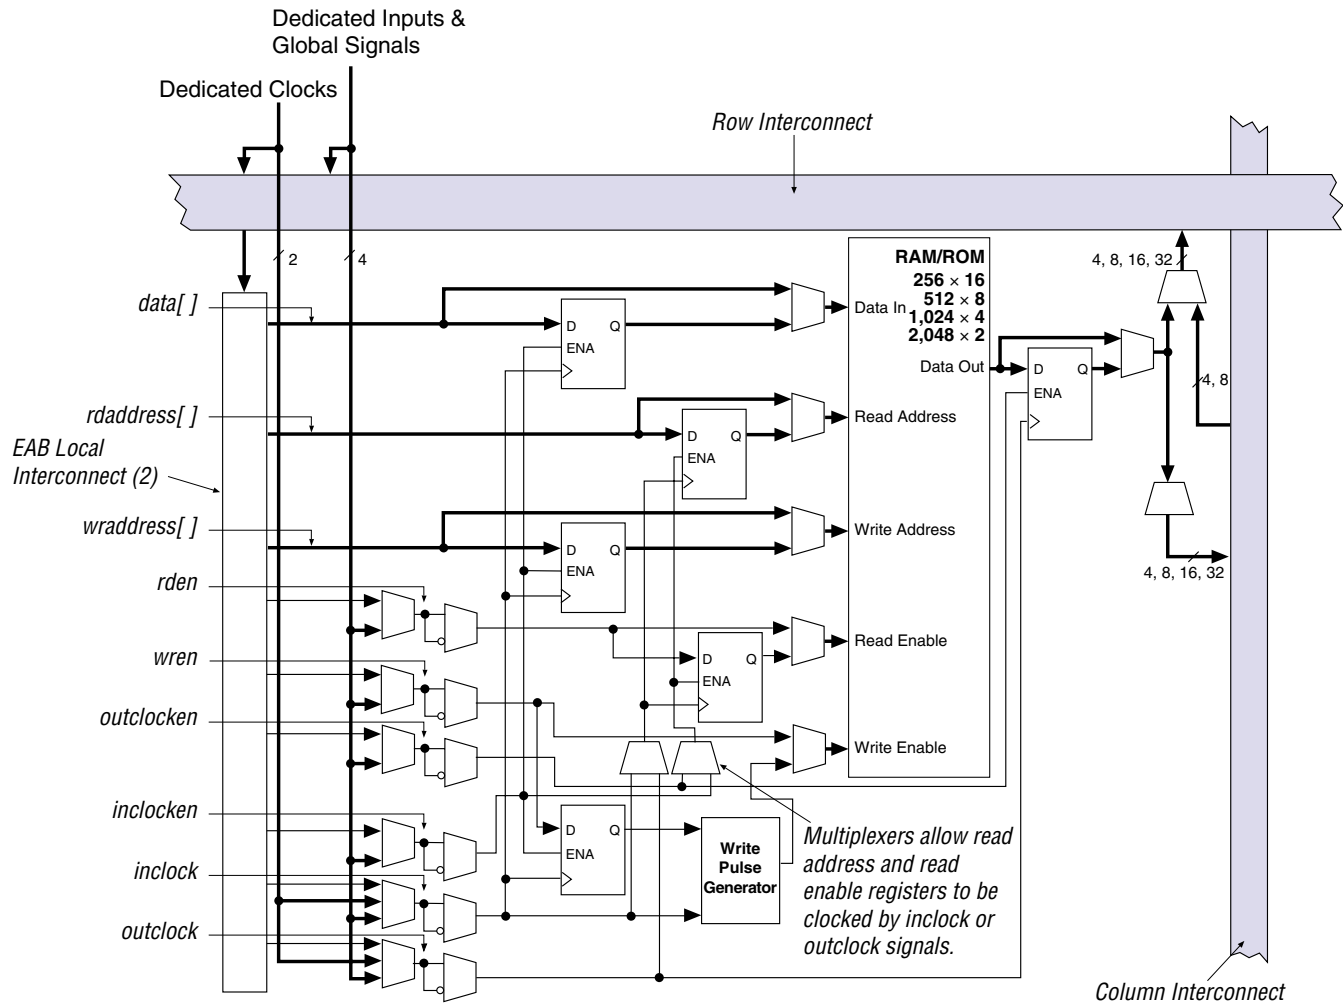 Dedicated Inputs &
Global Signals
Dedicated Clocks
Row Interconnect
2
4
4, 8, 16, 32
RAM/ROM
256 × 16
512 × 8
1,024 × 4
2,048 × 2
data[ ]
D
Q
ENA
Data In
Data Out
D
Q
ENA
4, 8
rdaddress[ ]
D
Q
ENA
Read Address
EAB Local
Interconnect (2)
wraddress[ ]
D
Q
ENA
Write Address
4, 8, 16, 32
rden
D
Q
ENA
Read Enable
wren
outclocken
Write Enable
inclocken
D
Q
ENA
Write
Pulse
Generator
Multiplexers allow read
address and read
enable registers to be
clocked by inclock or
outclock signals.
inclock
outclock
Column Interconnect